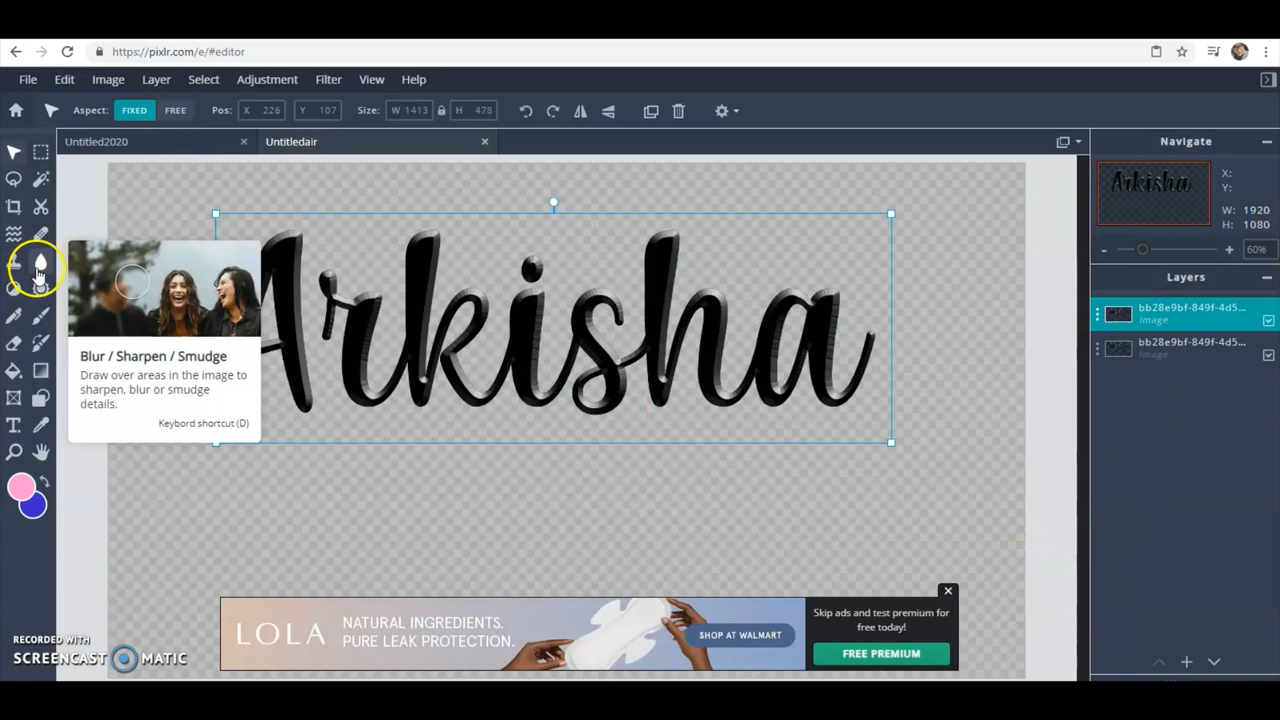 https://pixlr.com/e/#editor
File Edit Image Layer Select Adjustment Filter View Help
Aspect: FIXED FREE Pos: X 226 Y 107 Size: W 1413 H 478
Untitled2020
Untitledair
Navigate
Arkisha
X:
Y:
W: 1920
H: 1080
60%
Layers
bb28e9bf-849f-4d5...
Image
bb28e9bf-849f-4d5...
Image
Arkisha
Blur / Sharpen / Smudge
Draw over areas in the image to
sharpen, blur or smudge
details.
Keybord shortcut (D)
T
LOLA
NATURAL INGREDIENTS.
PURE LEAK PROTECTION.
SHOP AT WALMART
Skip ads and test premium for
free today!
FREE PREMIUM
RECORDED WITH
SCREENCAST MATIC